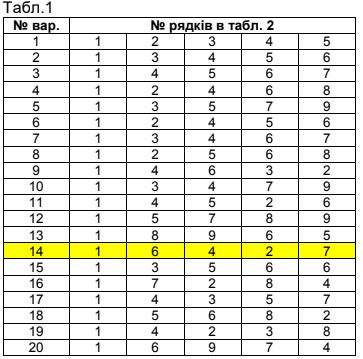 Табл.1
№ вар. № рядків в табл. 2
1 1 2 3 4 5
2 1 3 4 5 6
3 1 4 5 6 7
4 1 2 4 6 8
5 1 3 5 7 9
6 1 2 4 5 6
7 1 3 4 6 7
8 1 2 5 6 8
9 1 4 6 3 2
10 1 3 4 7 9
11 1 4 5 2 6
12 1 5 7 8 9
13 1 8 9 6 5
14 1 6 4 2 7
15 1 3 5 6 6
16 1 7 2 8 4
17 1 4 3 5 7
18 1 5 6 8 2
19 1 4 2 3 8
20 1 6 9 7 4